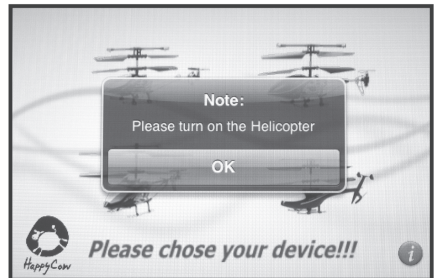 Note:
Please turn on the Helicopter
OK
Please chose your device!!!
HappyCow
i